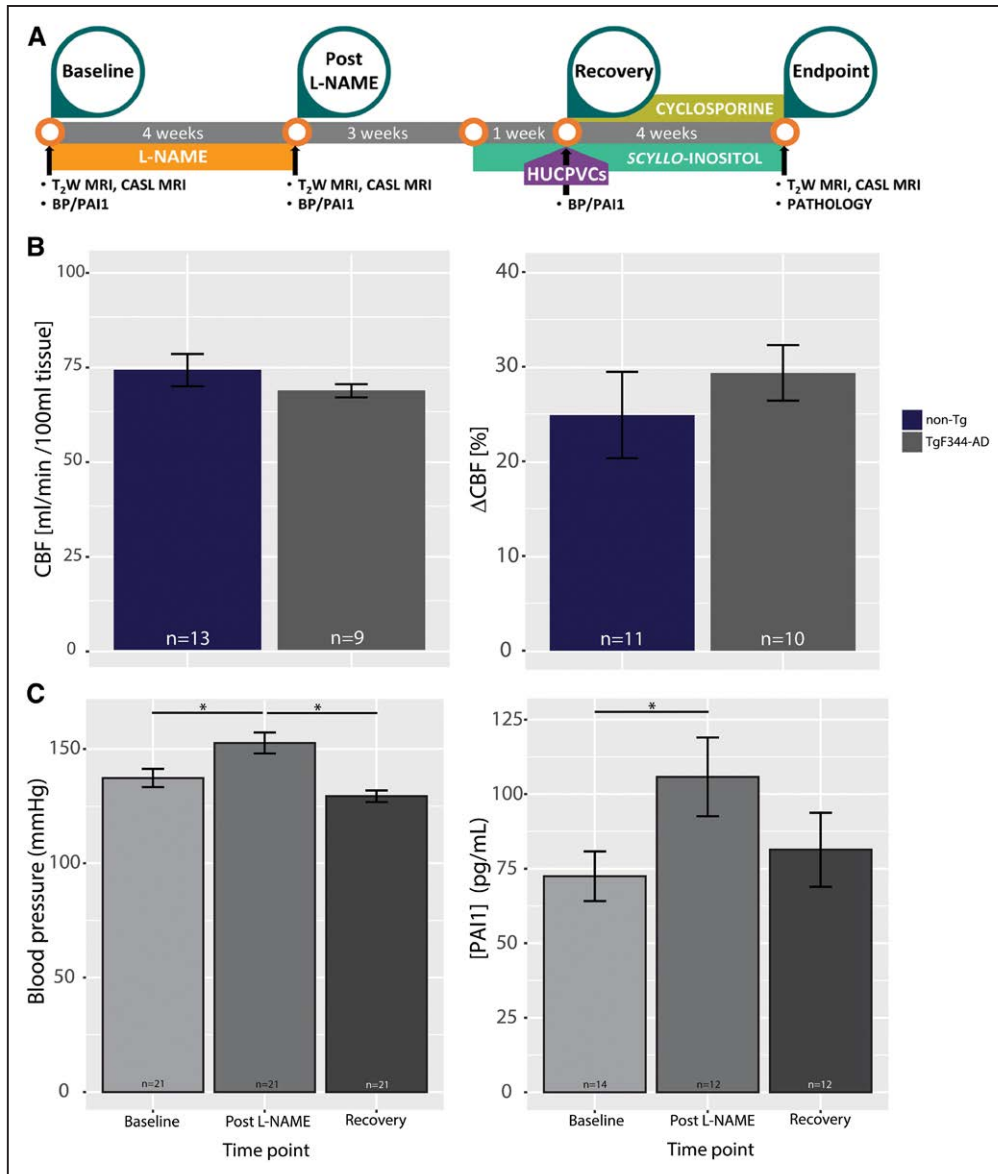 A
Baseline
Post
L-NAME
Recovery
Endpoint
CYCLOSPORINE
4 weeks
3 weeks
1 week
4 weeks
L-NAME
SCYLLO-INOSITOL
HUCPVCs
• T2W MRI, CASL MRI
• BP/PAI1
• T2W MRI, CASL MRI
• BP/PAI1
• BP/PAI1
• T2W MRI, CASL MRI
• PATHOLOGY
B
CBF [ml/min /100ml tissue]
100
75
50
25
0
n=13
n=9
ΔCBF [%]
40
30
20
10
0
n=11
n=10
non-Tg
TgF344-AD
C
Blood pressure (mmHg)
150
100
50
0
*
*
n=21
n=21
n=21
Baseline
Post L-NAME
Recovery
Time point
[PAI1] (pg/mL)
125
100
75
50
25
0
*
n=14
n=12
n=12
Baseline
Post L-NAME
Recovery
Time point